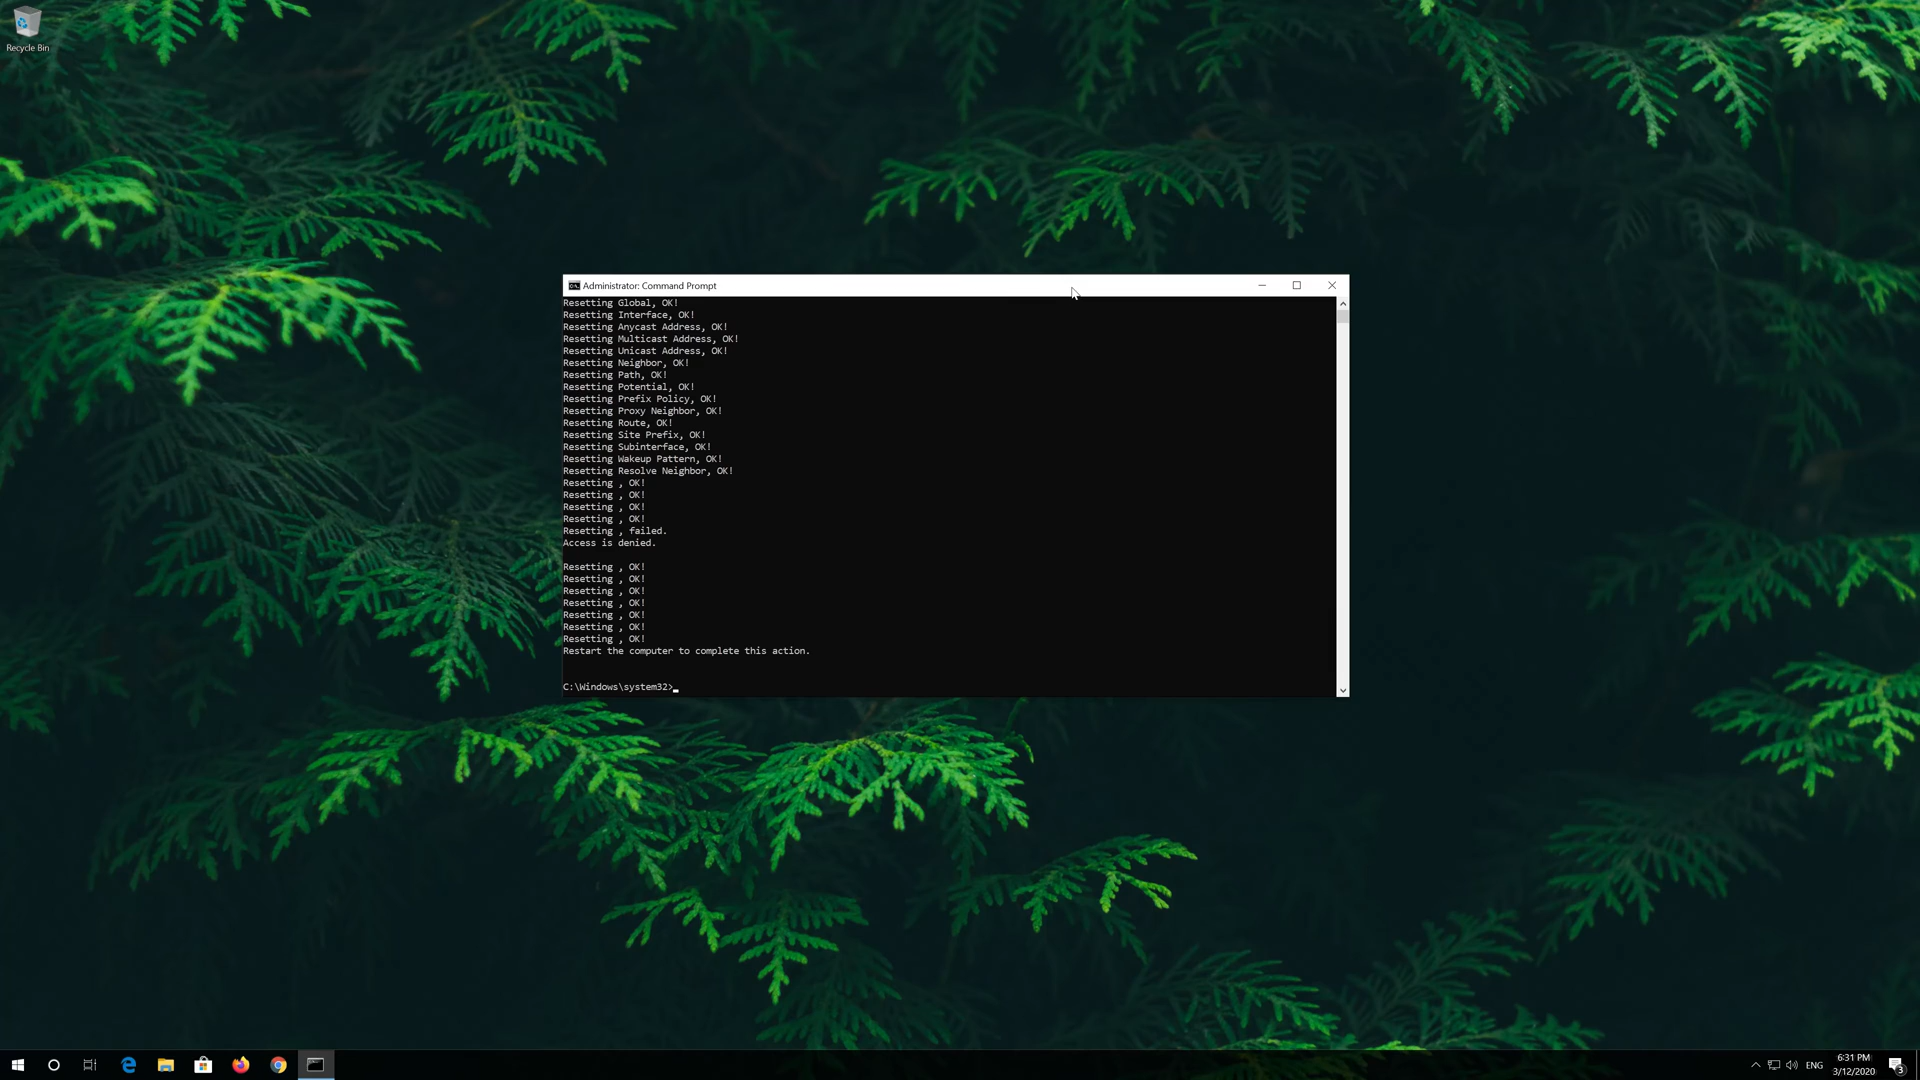 Recycle Bin
Administrator: Command Prompt
Resetting Global, OK!
Resetting Interface, OK!
Resetting Anycast Address, OK!
Resetting Multicast Address, OK!
Resetting Unicast Address, OK!
Resetting Neighbor, OK!
Resetting Path, OK!
Resetting Potential, OK!
Resetting Prefix Policy, OK!
Resetting Proxy Neighbor, OK!
Resetting Route, OK!
Resetting Site Prefix, OK!
Resetting Subinterface, OK!
Resetting Wakeup Pattern, OK!
Resetting Resolve Neighbor, OK!
Resetting , OK!
Resetting , OK!
Resetting , OK!
Resetting , OK!
Resetting , failed.
Access is denied.
Resetting , OK!
Resetting , OK!
Resetting , OK!
Resetting , OK!
Resetting , OK!
Resetting , OK!
Resetting , OK!
Restart the computer to complete this action.
C:\Windows\system32>
ENG
6:31 PM
3/12/2020
3